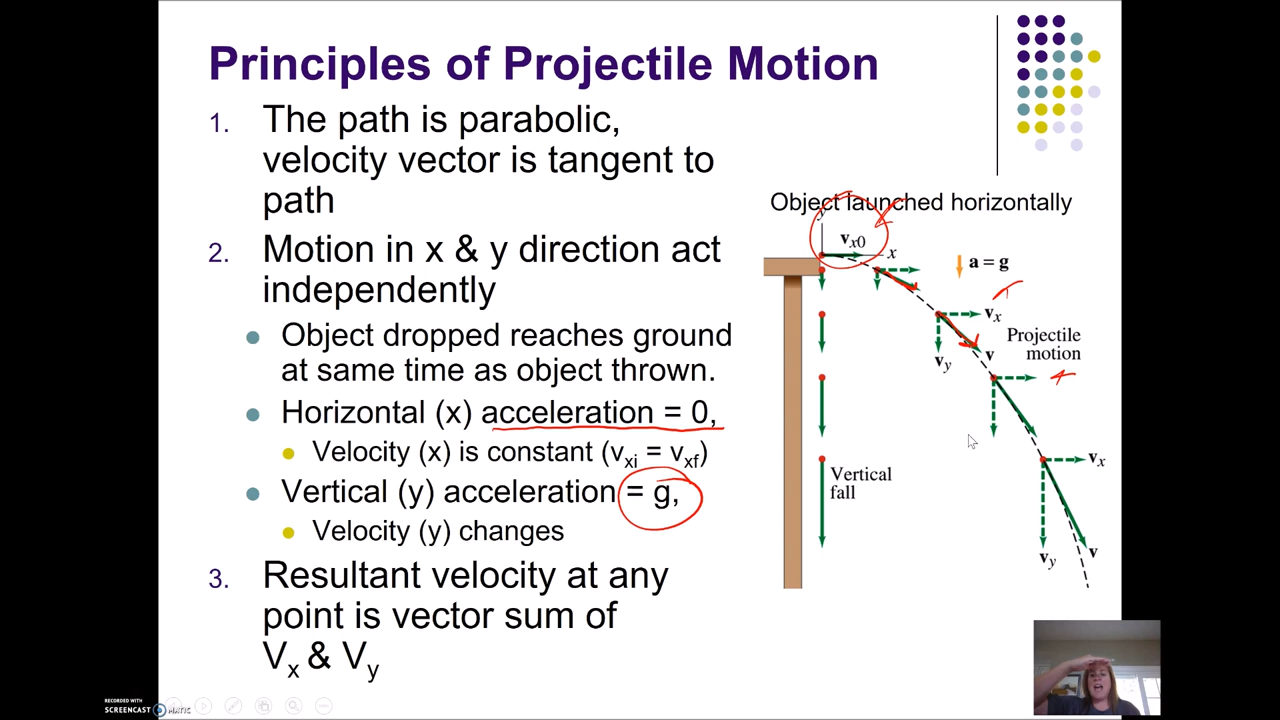 Principles of Projectile Motion
1. The path is parabolic,
velocity vector is tangent to
path
2. Motion in x & y direction act
independently
Object dropped reaches ground
at same time as object thrown.
Horizontal (x) acceleration = 0,
Velocity (x) is constant (vxi = vxf)
Vertical (y) acceleration = g,
Velocity (y) changes
3. Resultant velocity at any
point is vector sum of
Vx & Vy
Object launched horizontally
y
vx0
x
a = g
vx
Projectile
motion
v
vy
Vertical
fall
vx
v
vy
RECORDED WITH
SCREENCAST MATIC